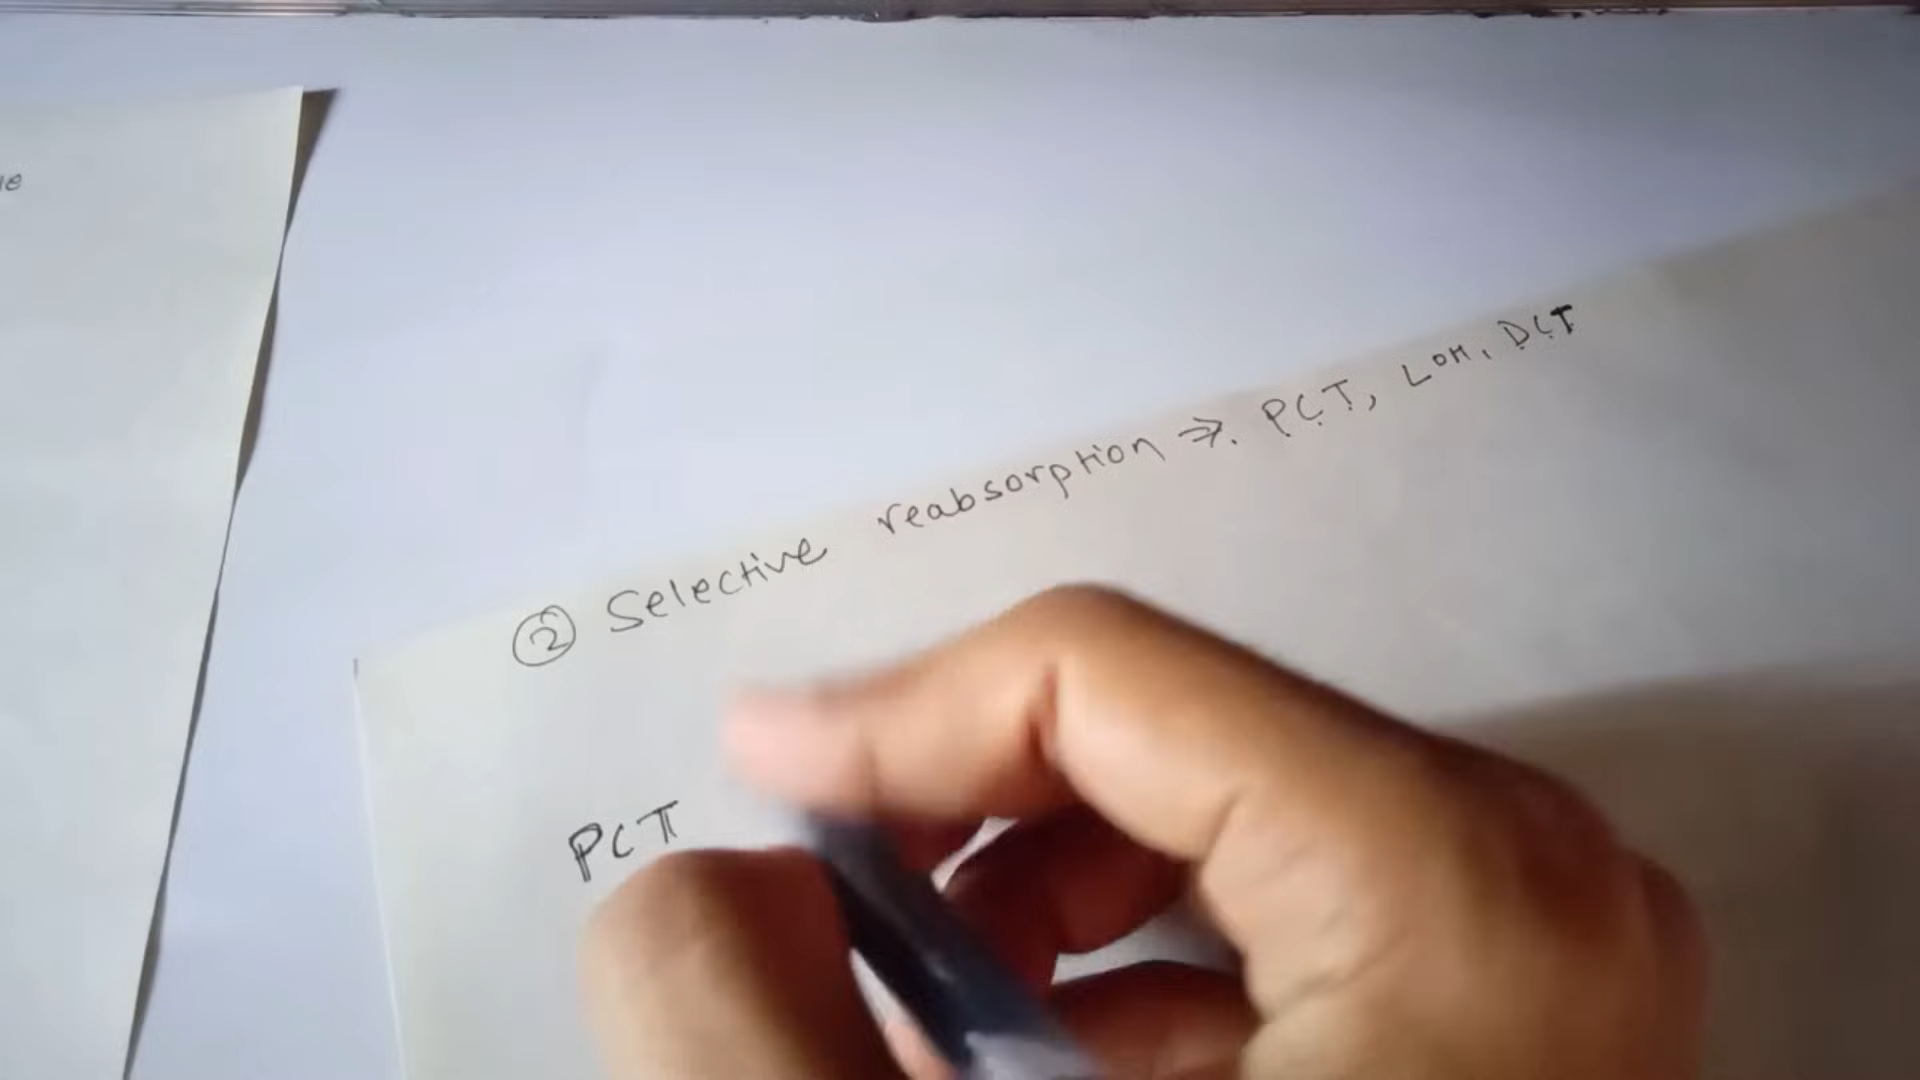 ② Selective reabsorption ⇒. PCT, LOH, DCT
PCT